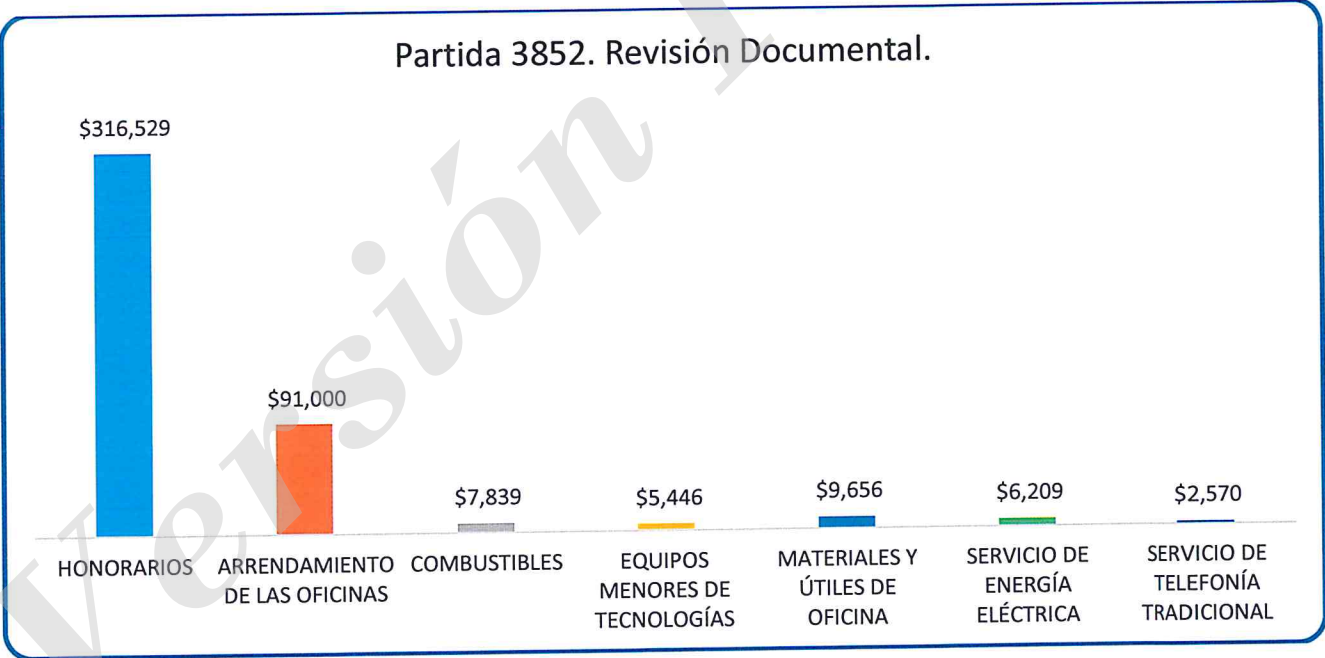 Partida 3852. Revisión Documental.
$316,529
$91,000
$7,839
$5,446
$9,656
$6,209
$2,570
HONORARIOS
ARRENDAMIENTO
DE LAS OFICINAS
COMBUSTIBLES
EQUIPOS
MENORES DE
TECNOLOGÍAS
MATERIALES Y
ÚTILES DE
OFICINA
SERVICIO DE
ENERGÍA
ELÉCTRICA
SERVICIO DE
TELEFONÍA
TRADICIONAL
Versión